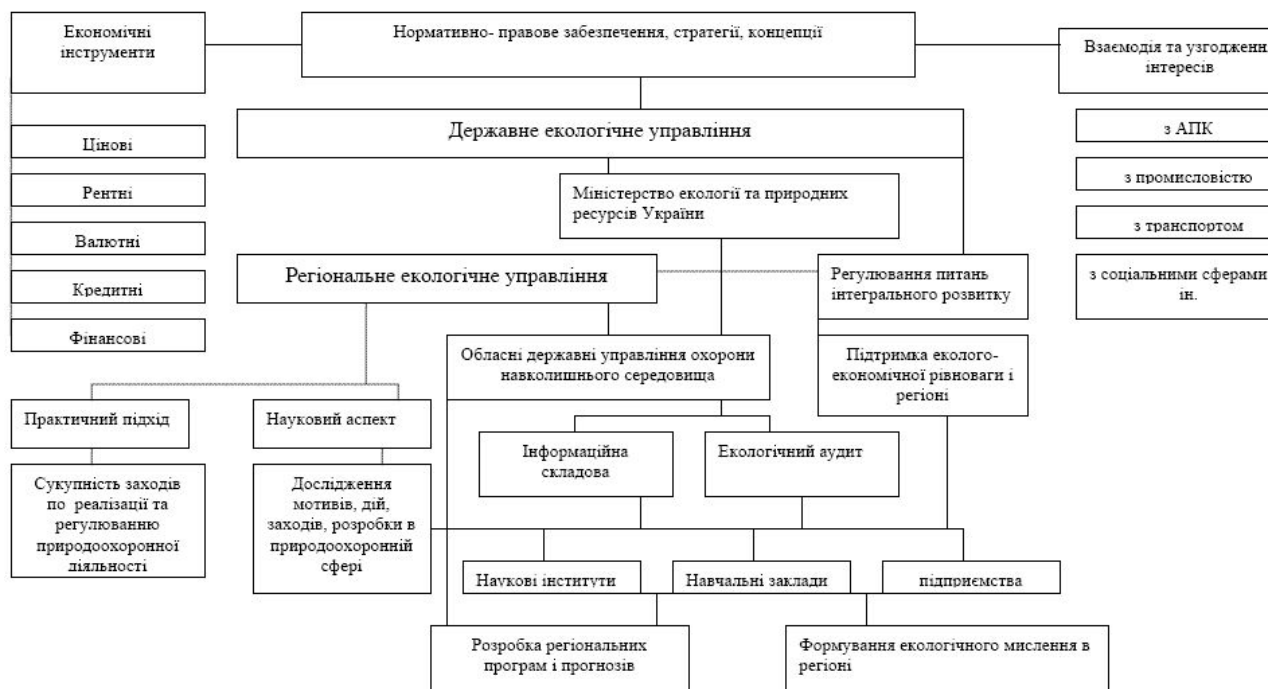 Економічні
інструменти
Нормативно- правове забезпечення, стратегії, концепції
Взаємодія та узгодження
інтересів
Цінові
Рентні
Валютні
Кредитні
Фінансові
Державне екологічне управління
Міністерство екології та природних
ресурсів України
з АПК
з промисловістю
з транспортом
з соціальними сферами
ін.
Регіональне екологічне управління
Регулювання питань
інтегрального розвитку
Обласні державні управління охорони
навколишнього середовища
Підтримка еколого-
економічної рівноваги і
регіоні
Практичний підхід
Науковий аспект
Інформаційна
складова
Екологічний аудит
Сукупність заходів
по реалізації та
регулюванню
природоохоронної
діяльності
Дослідження
мотивів, дій,
заходів, розробки в
природоохоронній
сфері
Наукові інститути
Навчальні заклади
підприємства
Розробка регіональних
програм і прогнозів
Формування екологічного мислення в
регіоні